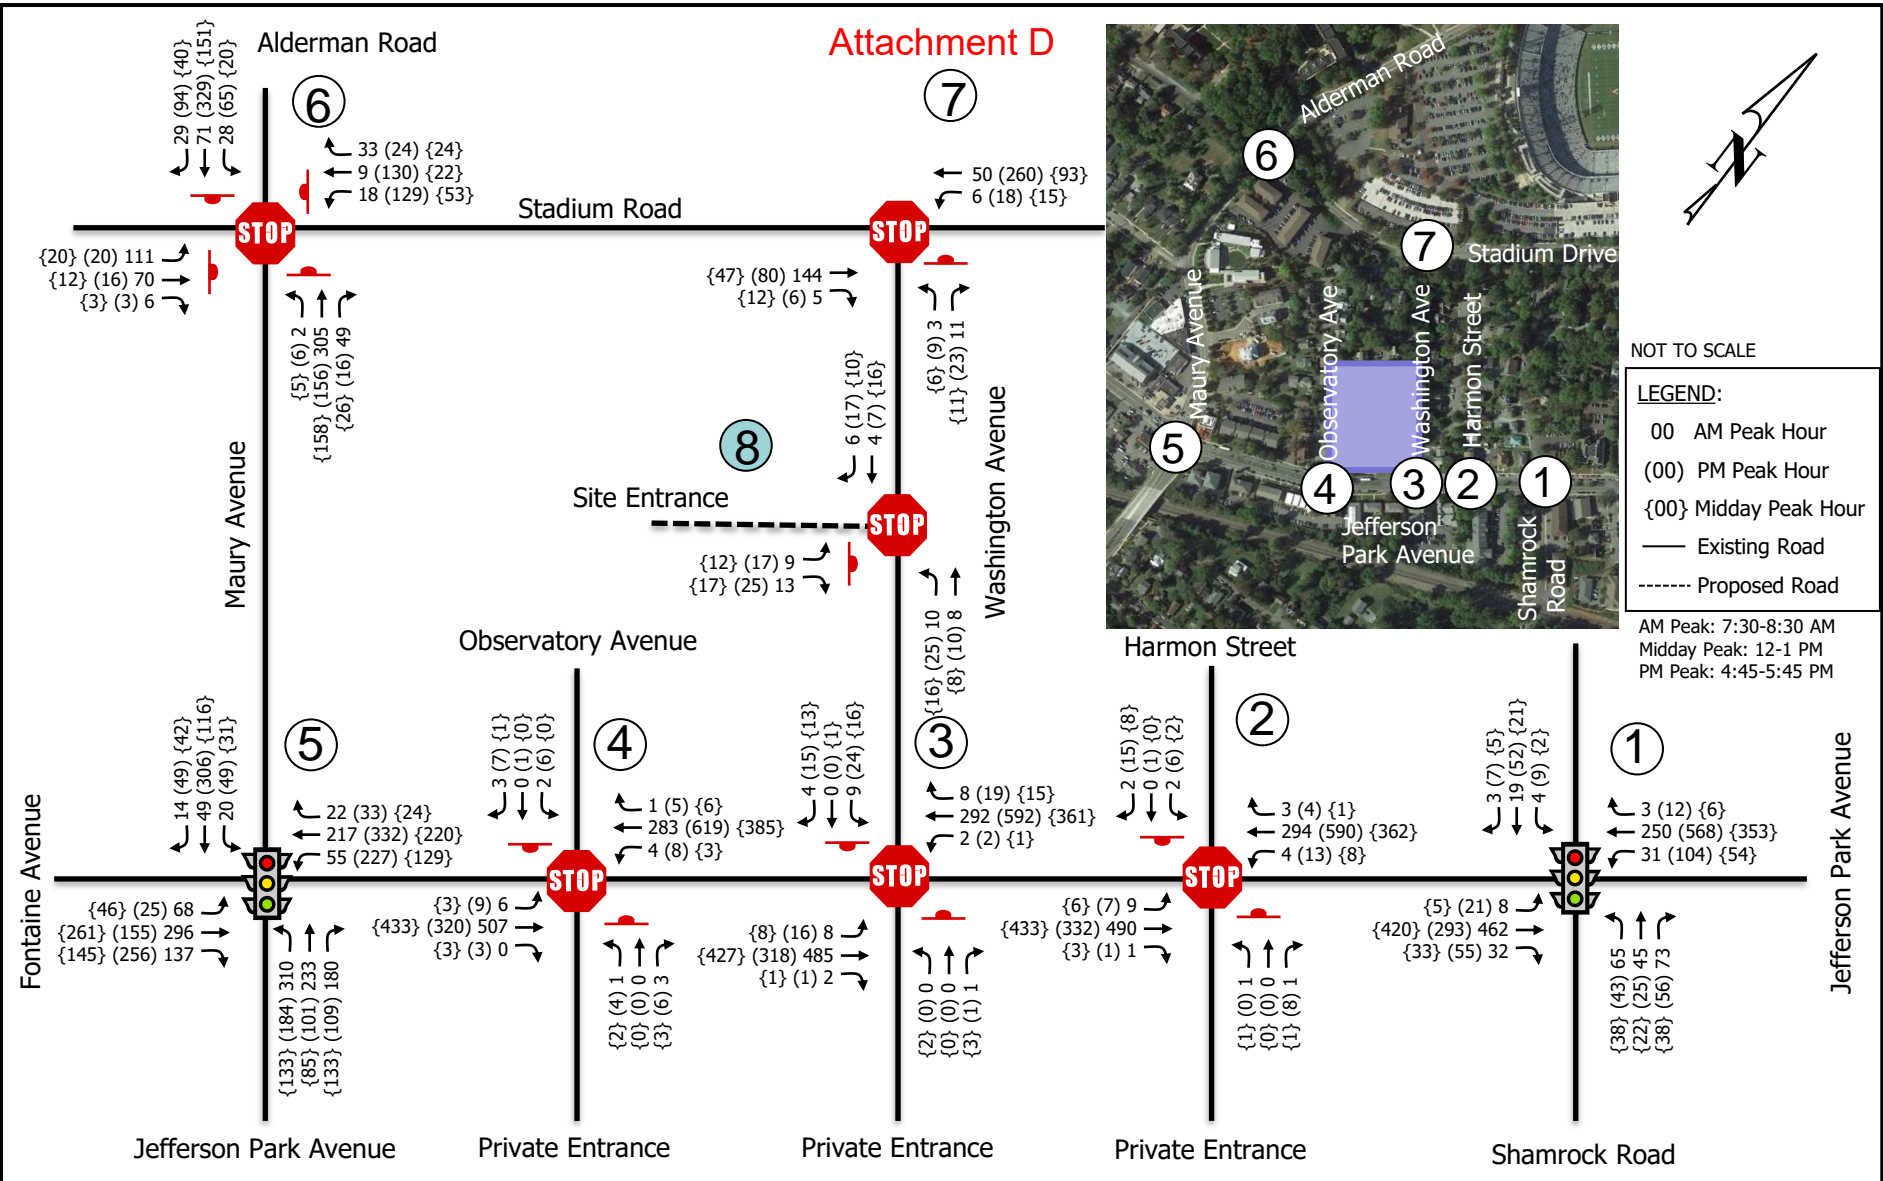 Attachment D
Alderman Road
6
7
29 (94) {40}
71 (329) {151}
28 (65) {20}
33 (24) {24}
9 (130) {22}
18 (129) {53}
STOP
Stadium Road
{20} (20) 111
{12} (16) 70
{3} (3) 6
{5} (6) 2
{158} (156) 305
{26} (16) 49
50 (260) {93}
6 (18) {15}
STOP
{47} (80) 144
{12} (6) 5
{6} (9) 3
{11} (23) 11
Maury Avenue
Washington Avenue
8
6 (17) {10}
4 (7) {16}
Site Entrance
STOP
{12} (17) 9
{17} (25) 13
{16} (25) 10
{8} (10) 8
Alderman Road
6
7
Stadium Drive
Maury Avenue
Observatory Ave
Washington Ave
Harmon Street
5
4
3
2
1
Jefferson
Park Avenue
Shamrock
Road
N
NOT TO SCALE
LEGEND:
00 AM Peak Hour
(00) PM Peak Hour
{00} Midday Peak Hour
Existing Road
Proposed Road
AM Peak: 7:30-8:30 AM
Midday Peak: 12-1 PM
PM Peak: 4:45-5:45 PM
Fontaine Avenue
5
14 (49) {42}
49 (306) {116}
20 (49) {31}
22 (33) {24}
217 (332) {220}
55 (227) {129}
{46} (25) 68
{261} (155) 296
{145} (256) 137
{133} (184) 310
{85} (101) 233
{133} (109) 180
Jefferson Park Avenue
Observatory Avenue
4
3 (7) {1}
0 (1) {0}
2 (6) {0}
1 (5) {6}
283 (619) {385}
4 (8) {3}
STOP
{3} (9) 6
{433} (320) 507
{3} (3) 0
{2} (4) 1
{0} (0) 0
{3} (6) 3
Private Entrance
3
4 (15) {13}
0 (0) {1}
9 (24) {16}
8 (19) {15}
292 (592) {361}
2 (2) {1}
STOP
{8} (16) 8
{427} (318) 485
{1} (1) 2
{2} (0) 0
{0} (0) 0
{3} (1) 1
Private Entrance
Harmon Street
2
2 (15) {8}
0 (1) {0}
2 (6) {2}
3 (4) {1}
294 (590) {362}
4 (13) {8}
STOP
{6} (7) 9
{433} (332) 490
{3} (1) 1
{1} (0) 1
{0} (0) 0
{1} (8) 1
Private Entrance
1
3 (7) {5}
19 (52) {21}
4 (9) {2}
3 (12) {6}
250 (568) {353}
31 (104) {54}
{5} (21) 8
{420} (293) 462
{33} (55) 32
{38} (43) 65
{22} (25) 45
{38} (56) 73
Shamrock Road
Jefferson Park Avenue